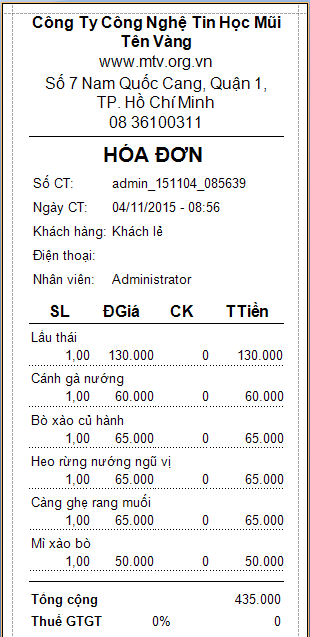 Công Ty Công Nghệ Tin Học Mũi
Tên Vàng
www.mtv.org.vn
Số 7 Nam Quốc Cang, Quận 1,
TP. Hồ Chí Minh
08 36100311
HÓA ĐƠN
Số CT: admin_151104_085639
Ngày CT: 04/11/2015 - 08:56
Khách hàng: Khách lẻ
Điện thoại:
Nhân viên: Administrator
SL ĐGiá CK TTiền
Lẩu thái
1,00 130.000 0 130.000
Cánh gà nướng
1,00 60.000 0 60.000
Bò xào củ hành
1,00 65.000 0 65.000
Heo rừng nướng ngũ vị
1,00 65.000 0 65.000
Càng ghẹ rang muối
1,00 65.000 0 65.000
Mì xào bò
1,00 50.000 0 50.000
Tổng cộng 435.000
Thuế GTGT 0% 0